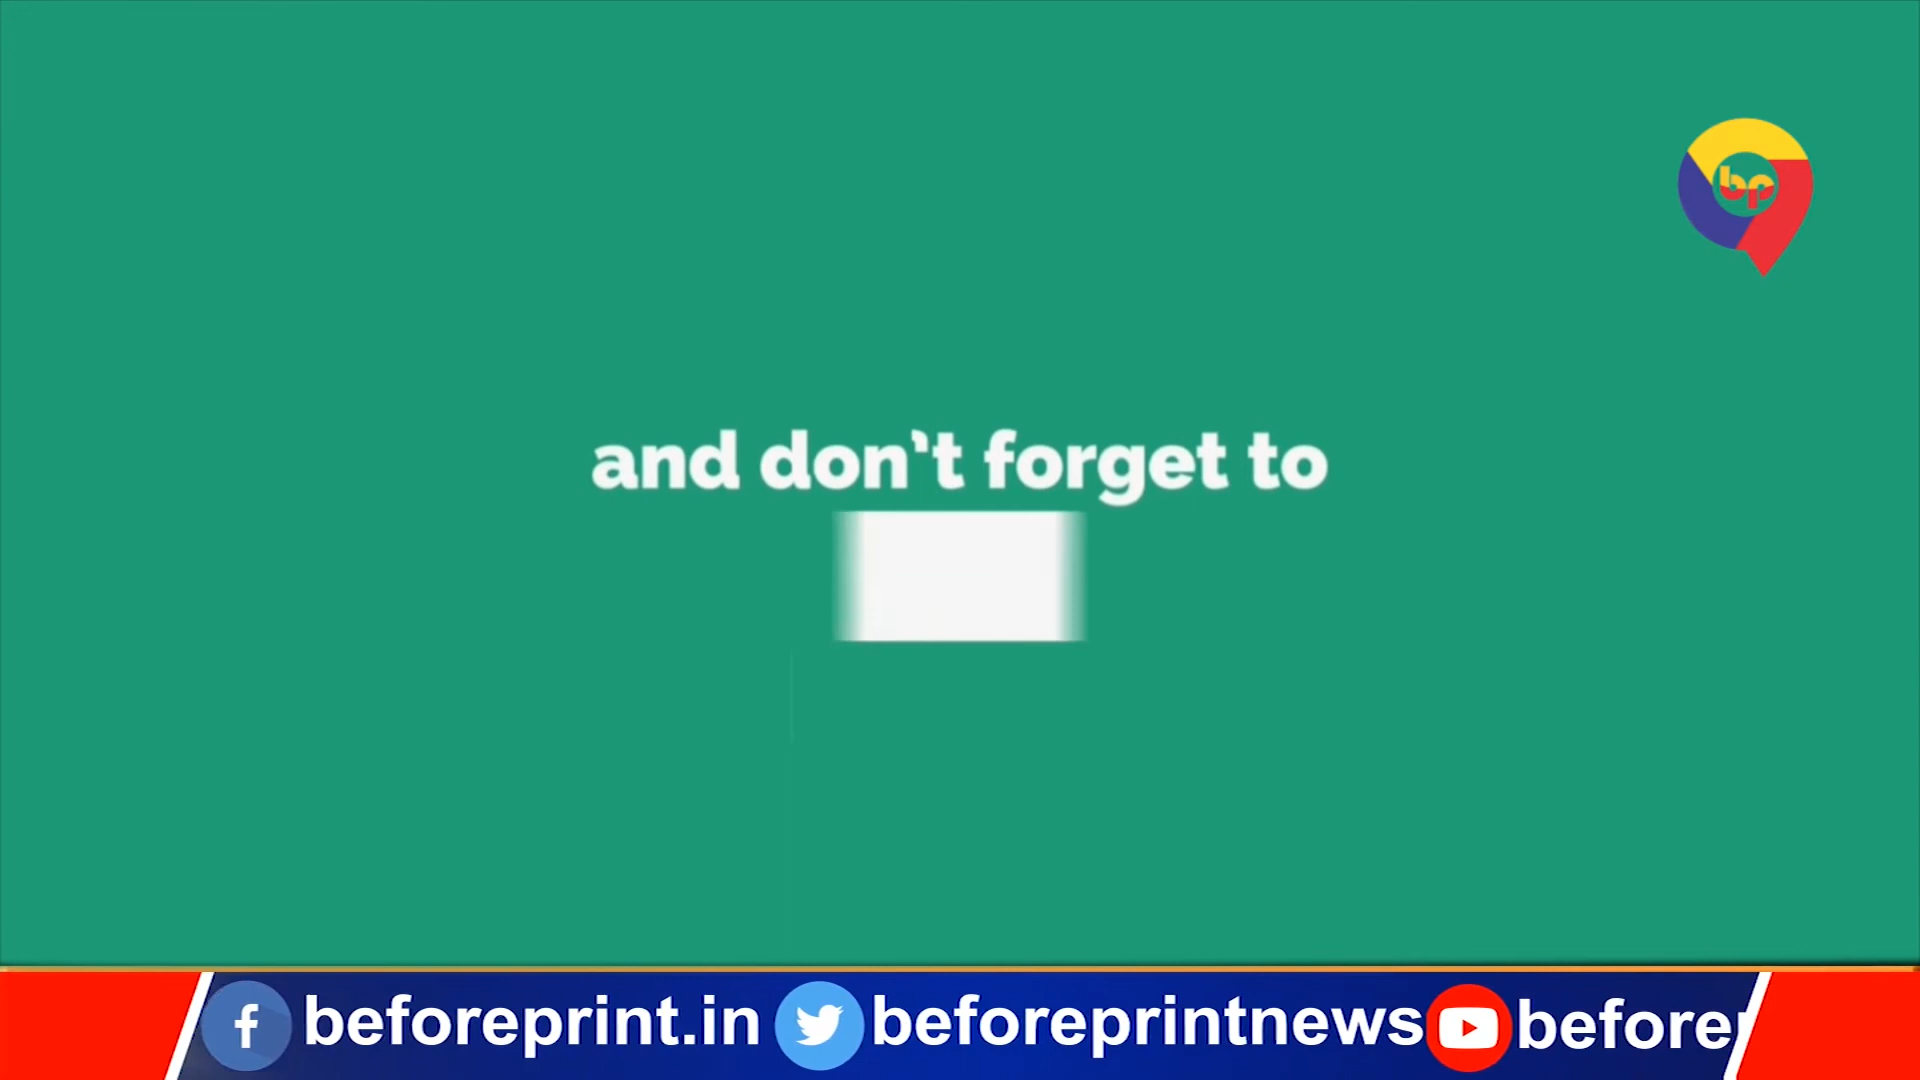 bp
and don't forget to
beforeprint.in beforeprintnews before